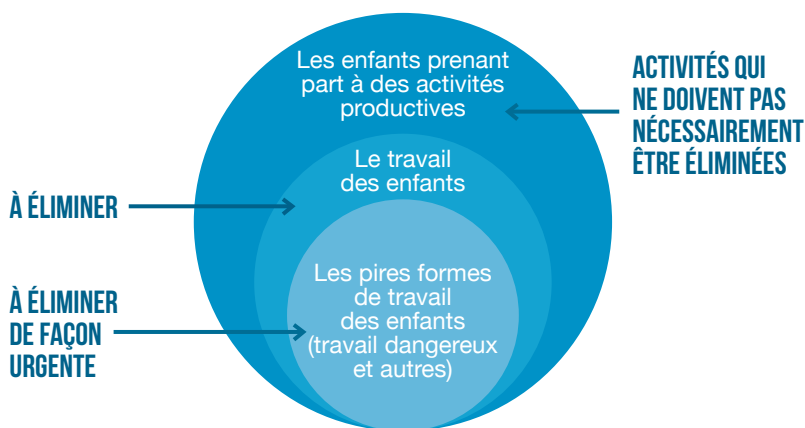 Les enfants prenant
part à des activités
productives
ACTIVITÉS QUI
NE DOIVENT PAS
NÉCESSAIREMENT
ÊTRE ÉLIMINÉES
Le travail
des enfants
À ÉLIMINER
Les pires formes
de travail
des enfants
(travail dangereux
et autres)
À ÉLIMINER
DE FAÇON
URGENTE